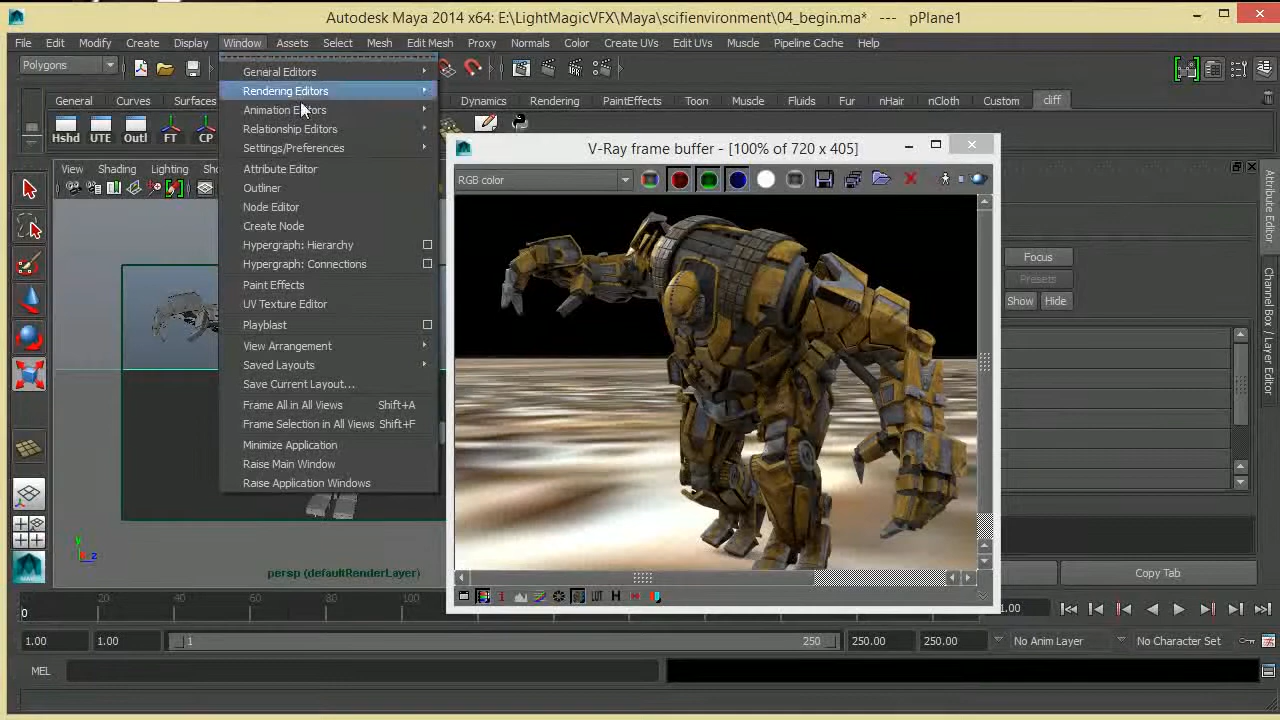 Autodesk Maya 2014 x64: E:\LightMagicVFX\Maya\scifienvironment\04_begin.ma* --- pPlane1
File Edit Modify Create Display Window Assets Select Mesh Edit Mesh Proxy Normals Color Create UVs Edit UVs Muscle Pipeline Cache Help
Polygons
General Curves Surfaces Dynamics Rendering PaintEffects Toon Muscle Fluids Fur nHair nCloth Custom cliff
Hshd UTE Outl FT CP
View Shading Lighting Sho
General Editors
Rendering Editors
Animation Editors
Relationship Editors
Settings/Preferences
Attribute Editor
Outliner
Node Editor
Create Node
Hypergraph: Hierarchy
Hypergraph: Connections
Paint Effects
UV Texture Editor
Playblast
View Arrangement
Saved Layouts
Save Current Layout...
Frame All in All Views Shift+A
Frame Selection in All Views Shift+F
Minimize Application
Raise Main Window
Raise Application Windows
V-Ray frame buffer - [100% of 720 x 405]
RGB color
LUT H
Focus
Presets
Show Hide
Copy Tab
Attribute Editor
Channel Box / Layer Editor
y
z
persp (defaultRenderLayer)
0 20 40 60 80 100
1.00
1.00 1.00 1 250 250.00 250.00 No Anim Layer No Character Set
MEL